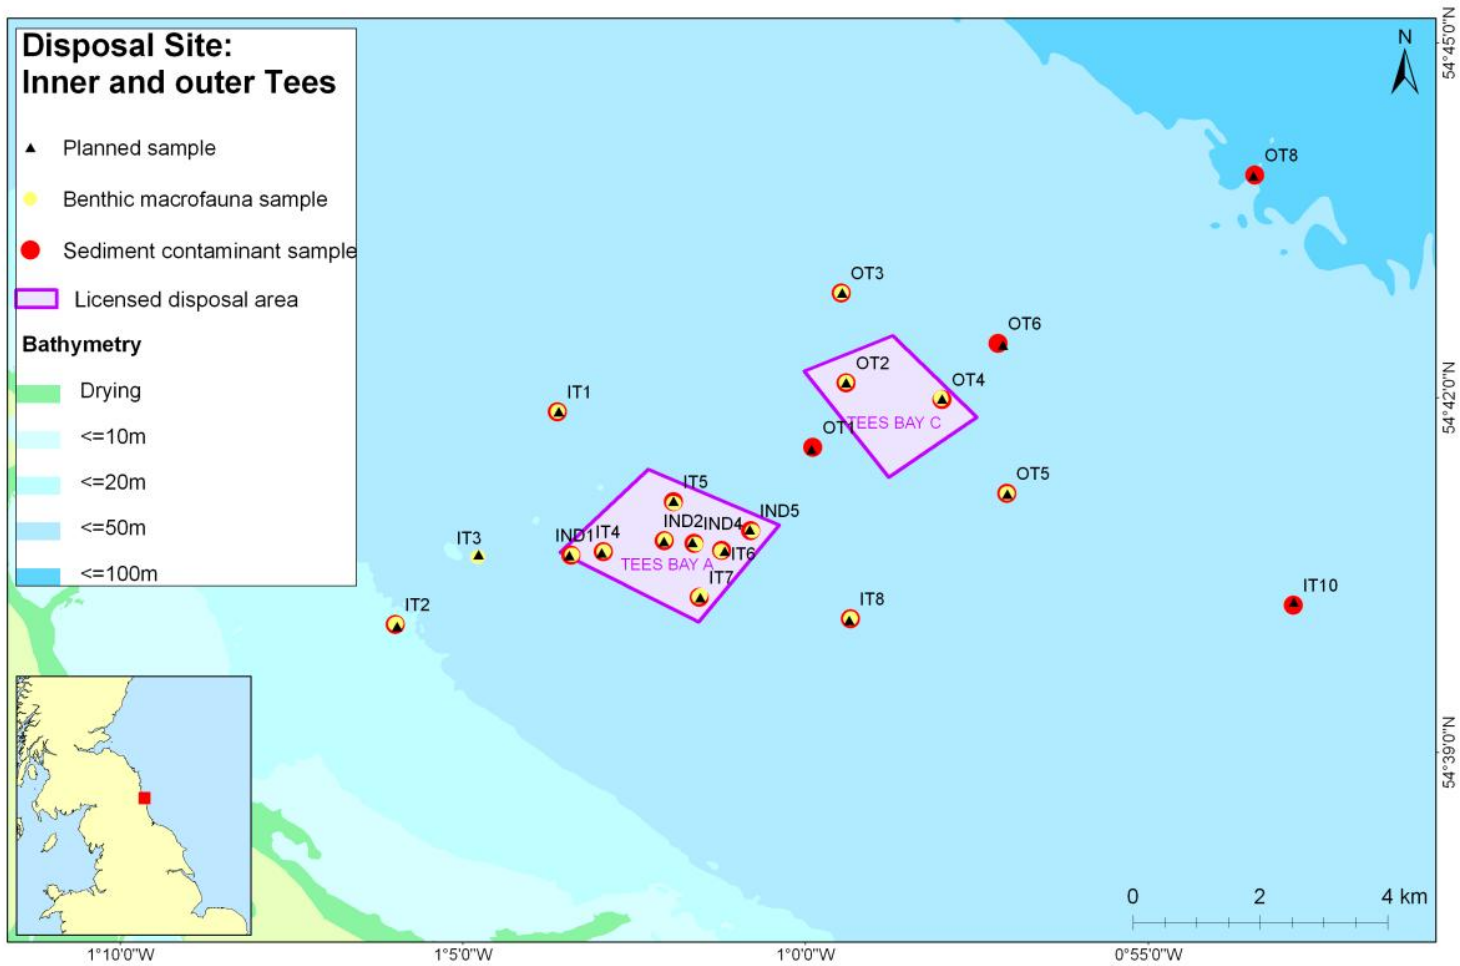 Disposal Site:
Inner and outer Tees
Planned sample
Benthic macrofauna sample
Sediment contaminant sample
Licensed disposal area
Bathymetry
Drying
<=10m
<=20m
<=50m
<=100m
N
OT8
OT3
OT6
OT2
OT4
TEES BAY C
IT1
OT1
IT5
OT5
IND2
IND4
IND5
IT3
IND1
IT4
IT6
TEES BAY A
IT7
IT2
IT8
IT10
0 2 4 km
54°45'0"N
54°42'0"N
54°39'0"N
1°10'0"W
1°5'0"W
1°0'0"W
0°55'0"W